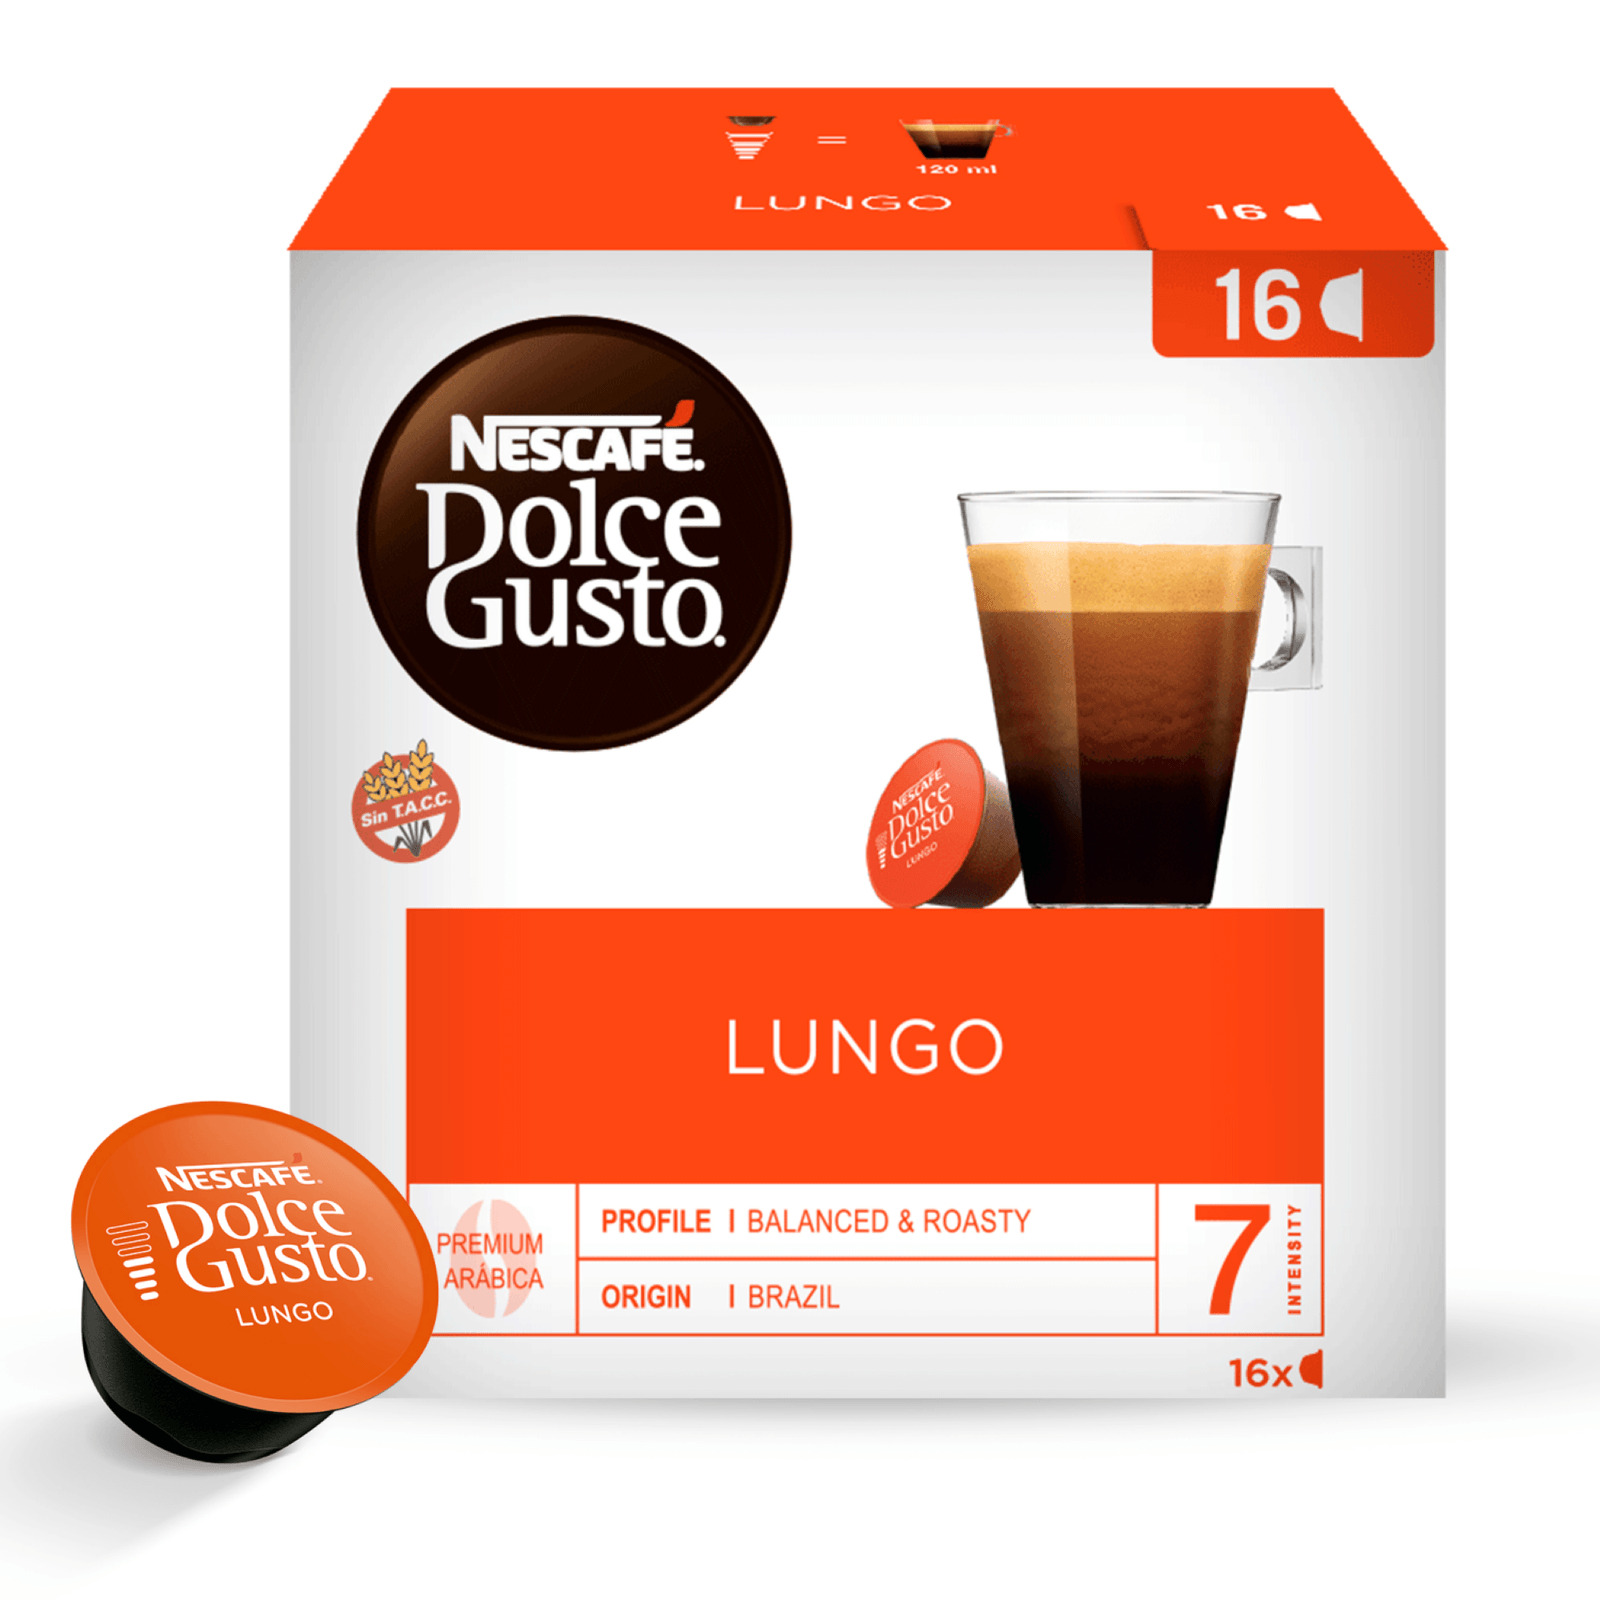 =
120 ml
LUNGO
16
16
NESCAFÉ.
DOLCE
GUSTO.
Sin T.A.C.C.
NESCAFÉ.
DOLCE
GUSTO
LUNGO
LUNGO
PREMIUM
ARÁBICA
PROFILE | BALANCED & ROASTY
ORIGIN | BRAZIL
7
INTENSITY
16x
NESCAFÉ.
DOLCE
GUSTO.
LUNGO